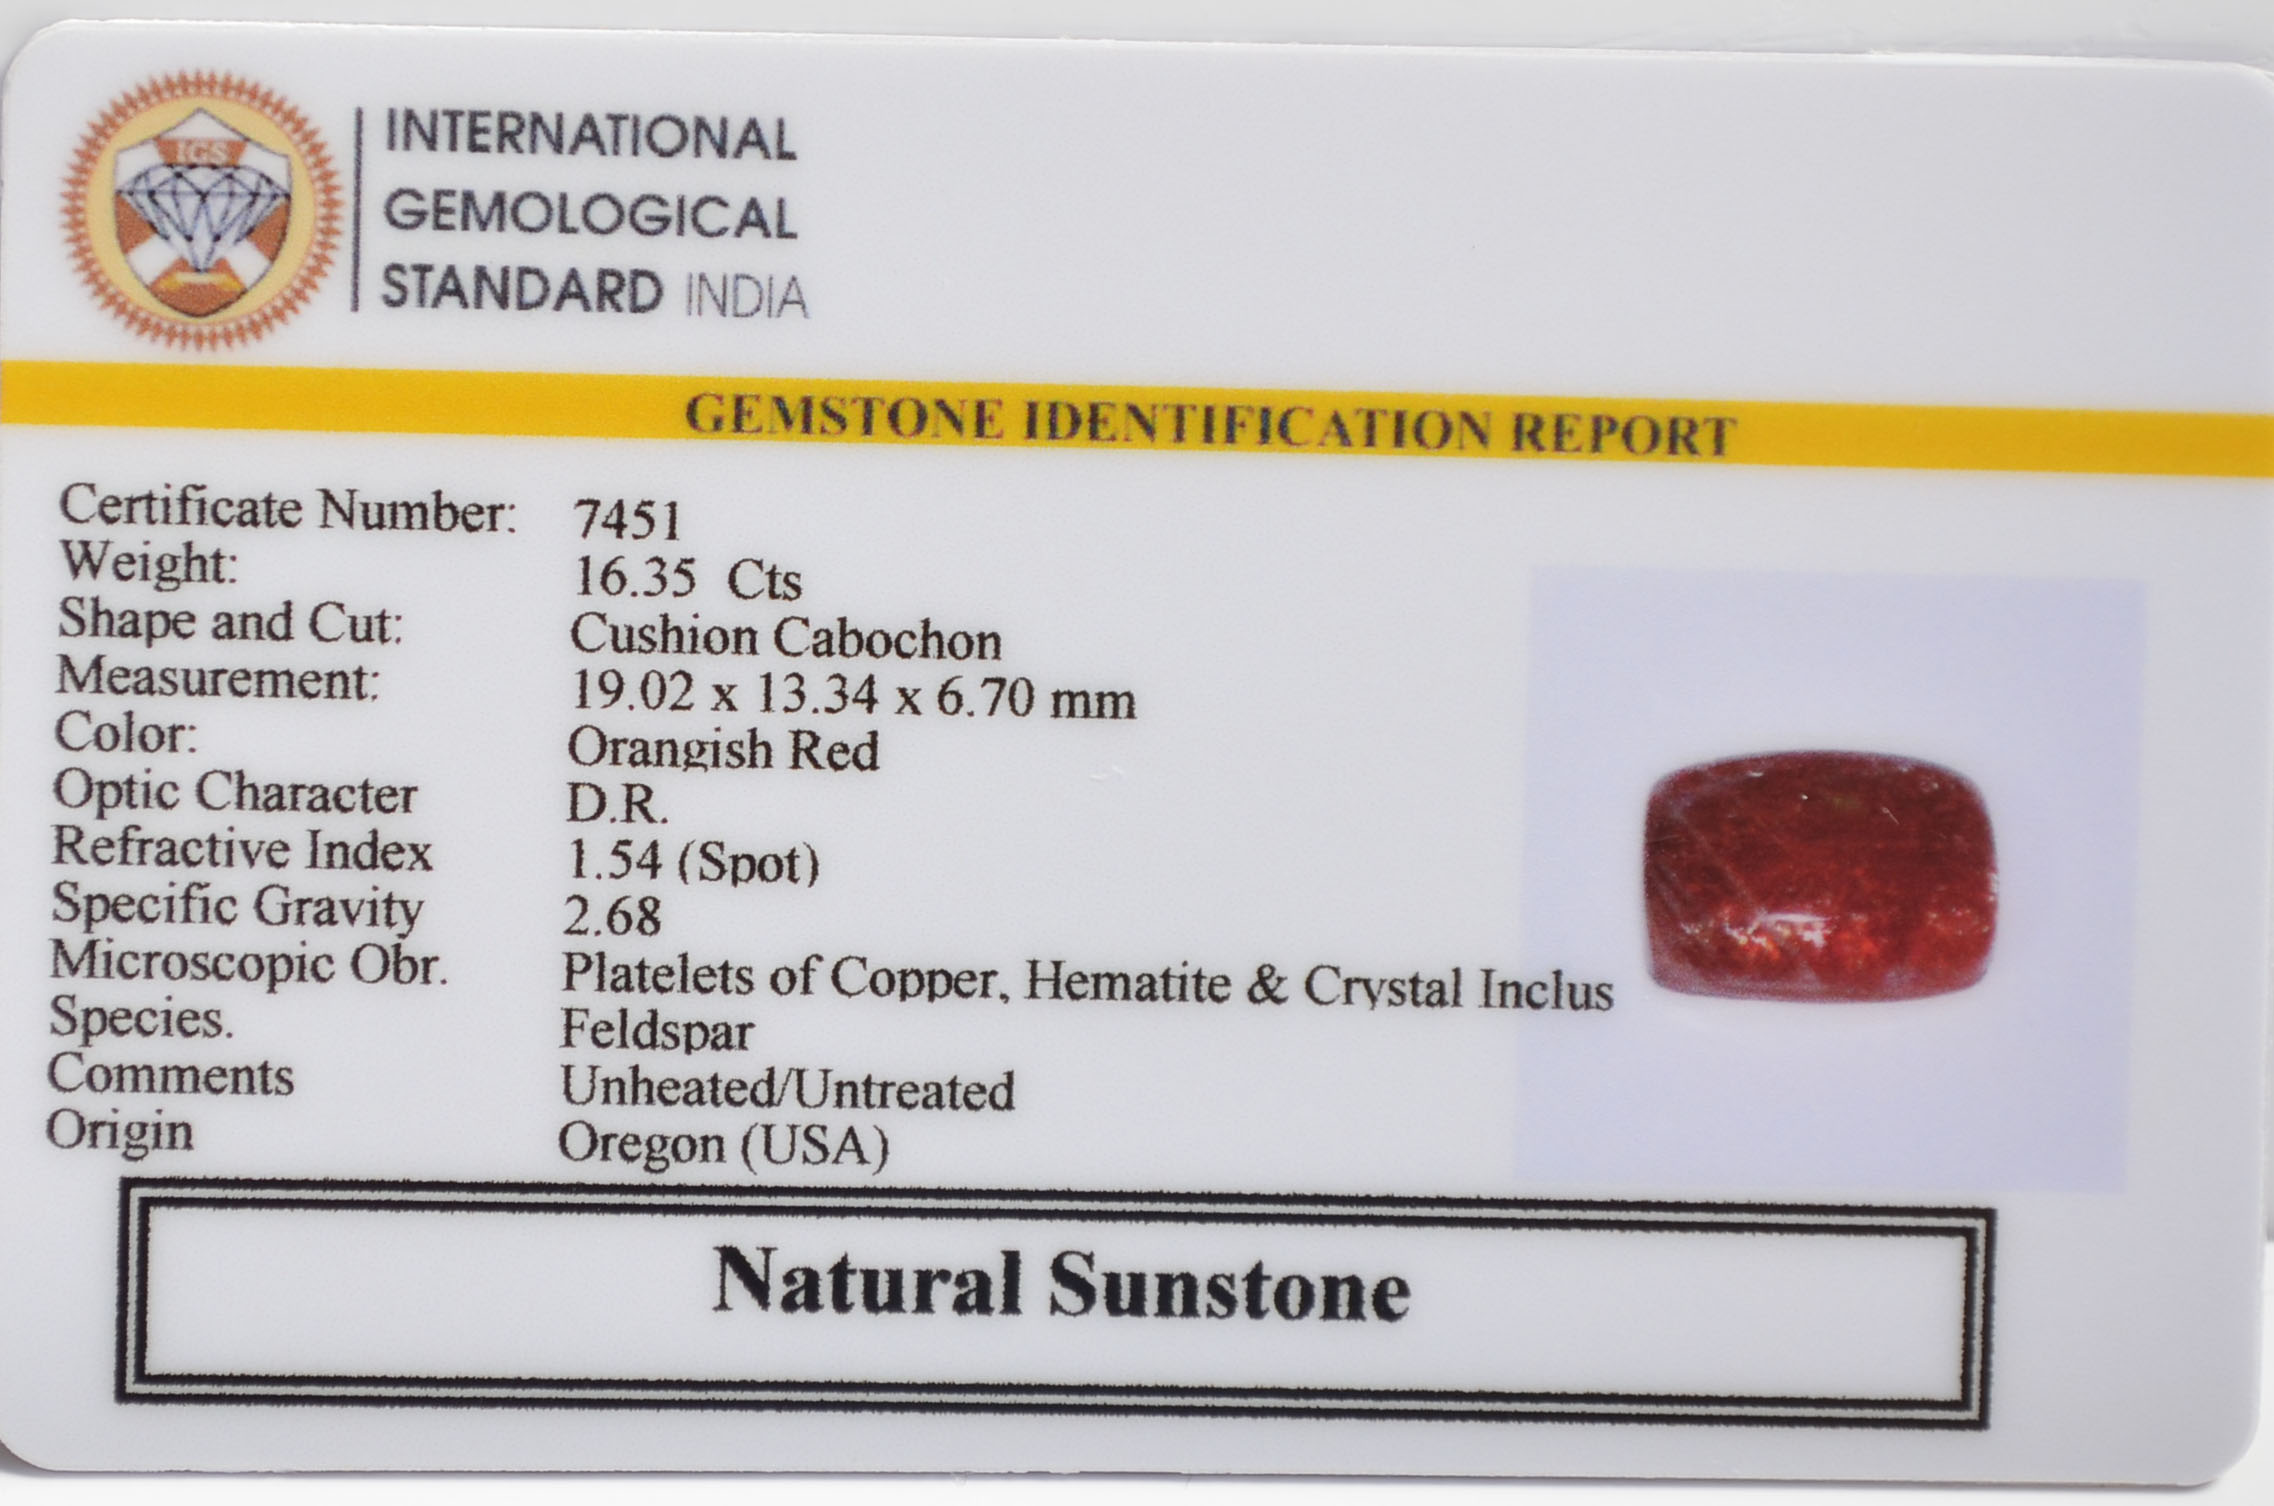 IGS
INTERNATIONAL
GEMOLOGICAL
STANDARD INDIA
GEMSTONE IDENTIFICATION REPORT
Certificate Number: 7451
Weight: 16.35 Cts
Shape and Cut: Cushion Cabochon
Measurement: 19.02 x 13.34 x 6.70 mm
Color: Orangish Red
Optic Character D.R.
Refractive Index 1.54 (Spot)
Specific Gravity 2.68
Microscopic Obr. Platelets of Copper, Hematite & Crystal Inclus
Species. Feldspar
Comments Unheated/Untreated
Origin Oregon (USA)
Natural Sunstone